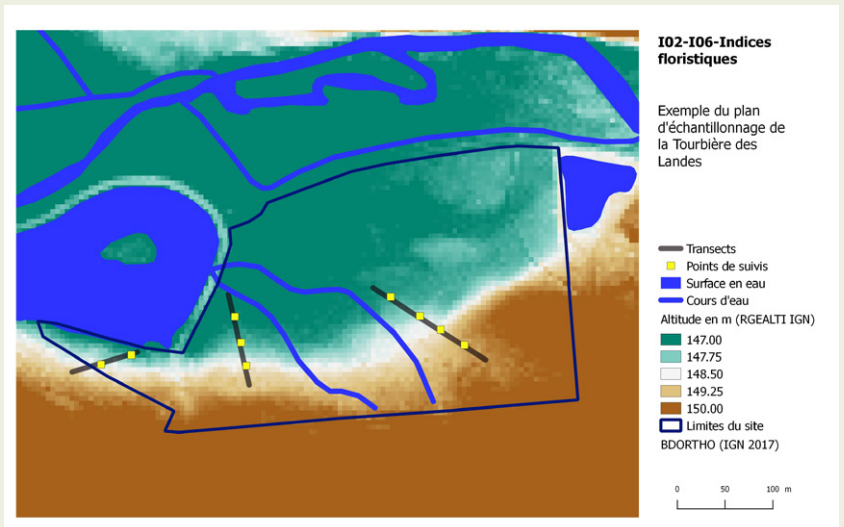 I02-I06-Indices
floristiques
Exemple du plan
d'échantillonnage de
la Tourbière des
Landes
Transects
Points de suivis
Surface en eau
Cours d'eau
Altitude en m (RGEALTI IGN)
147.00
147.75
148.50
149.25
150.00
Limites du site
BDORTHO (IGN 2017)
0 50 100 m